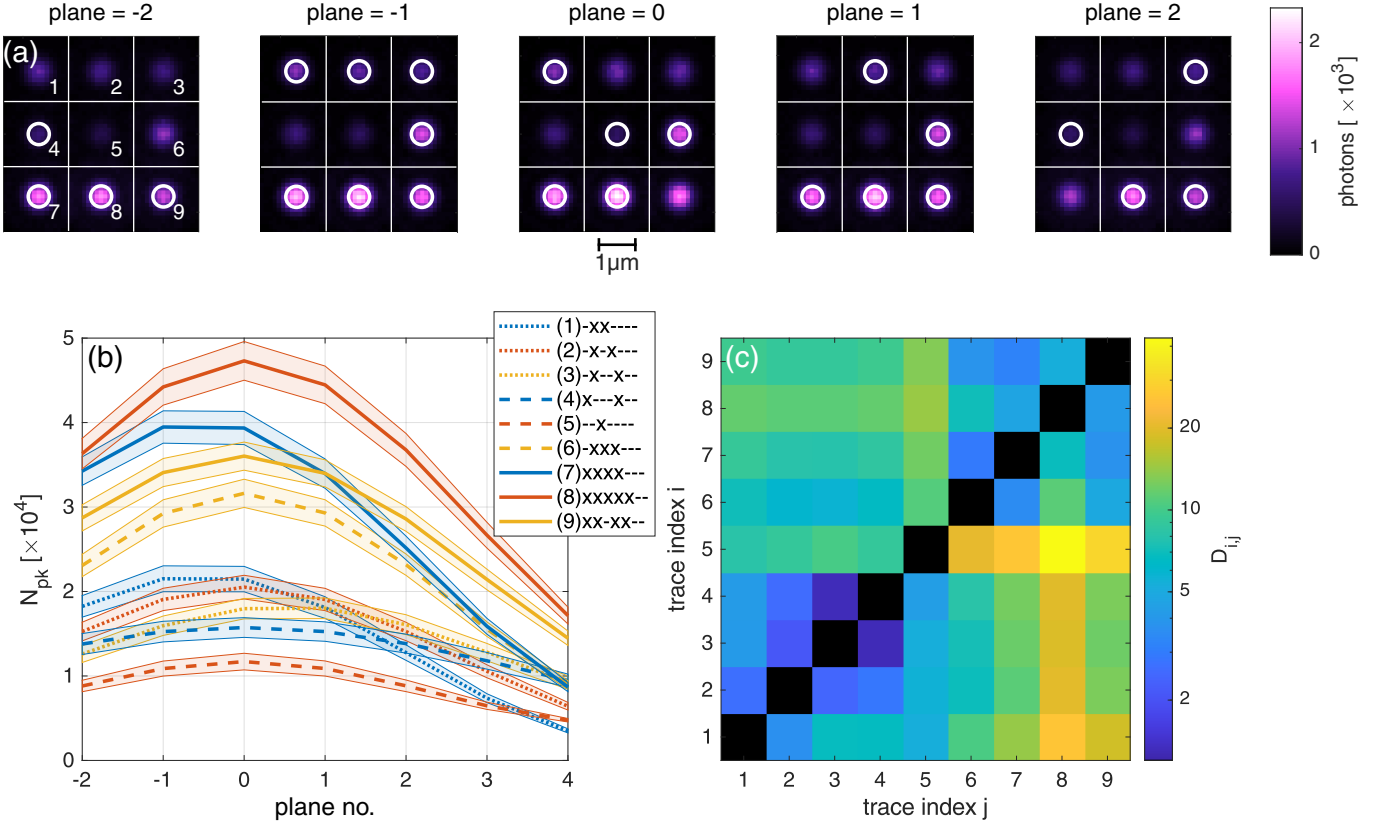 plane = -2 plane = -1 plane = 0 plane = 1 plane = 2
(a)
1 2 3
4 5 6
7 8 9
1μm
2
1
0
photons [ ×10³]
(b)
5
4
3
2
1
0
N_pk [×10⁴]
-2 -1 0 1 2 3 4
plane no.
(1)-xx----
(2)-x-x---
(3)-x--x--
(4)x---x--
(5)--x----
(6)-xxx---
(7)xxxx---
(8)xxxxx--
(9)xx-xx--
(c)
9
8
7
6
5
4
3
2
1
trace index i
1 2 3 4 5 6 7 8 9
trace index j
20
10
5
2
D_i,j